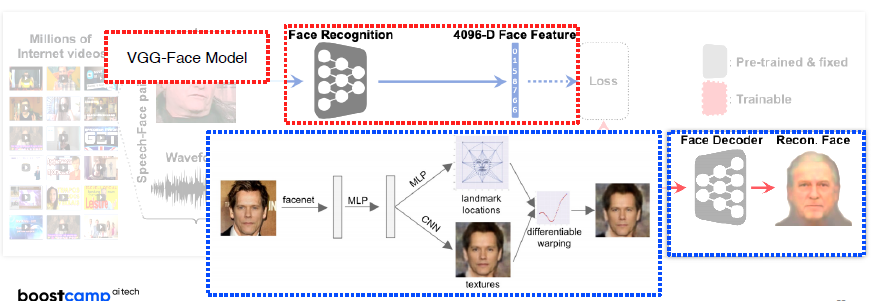 Millions of
Internet videos
VGG-Face Model
Face Recognition
4096-D Face Feature
0
1
5
8
7
6
6
Loss
: Pre-trained & fixed
: Trainable
Speech-Face pai
Wavef
facenet
MLP
MLP
CNN
landmark
locations
textures
differentiable
warping
Face Decoder
Recon. Face
boostcamp ai tech